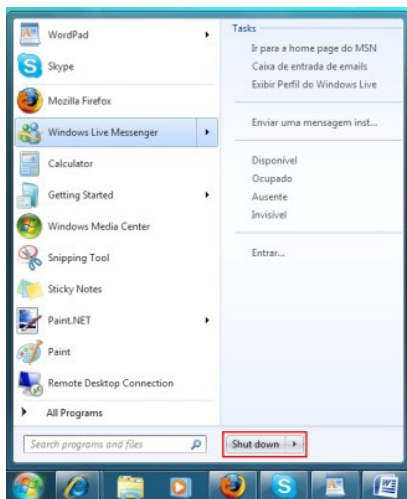 WordPad
Skype
Mozilla Firefox
Windows Live Messenger
Calculator
Getting Started
Windows Media Center
Snipping Tool
Sticky Notes
Paint.NET
Paint
Remote Desktop Connection
All Programs
Search programs and files
Tasks
Ir para a home page do MSN
Caixa de entrada de emails
Exibir Perfil do Windows Live
Enviar uma mensagem inst...
Disponível
Ocupado
Ausente
Invisível
Entrar...
Shut down